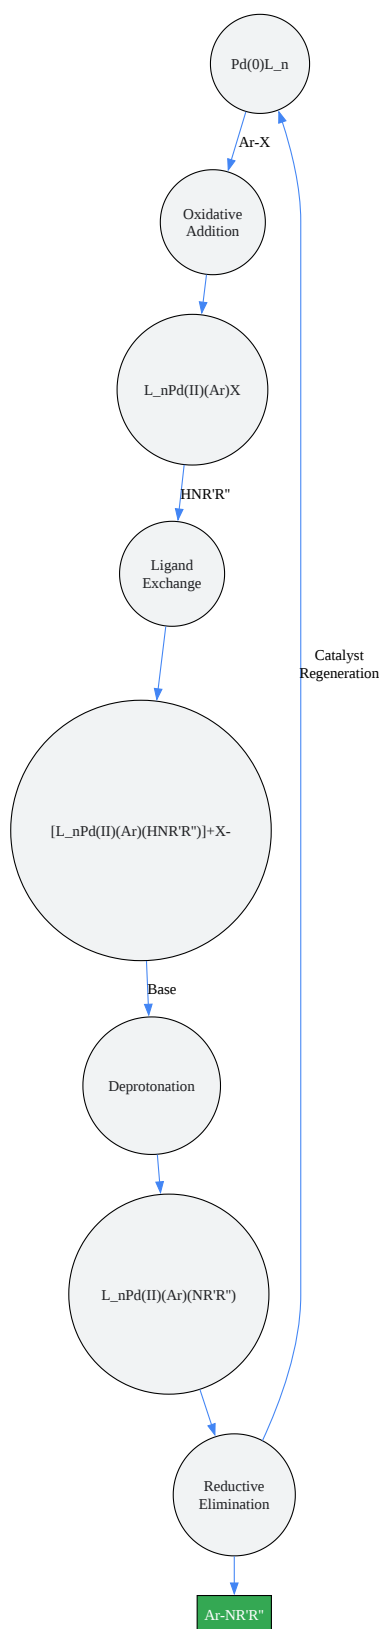 Pd(0)L_n
Ar-X
Oxidative
Addition
L_nPd(II)(Ar)X
HNR'R"
Ligand
Exchange
Catalyst
Regeneration
[L_nPd(II)(Ar)(HNR'R")]+X-
Base
Deprotonation
L_nPd(II)(Ar)(NR'R")
Reductive
Elimination
Ar-NR'R"